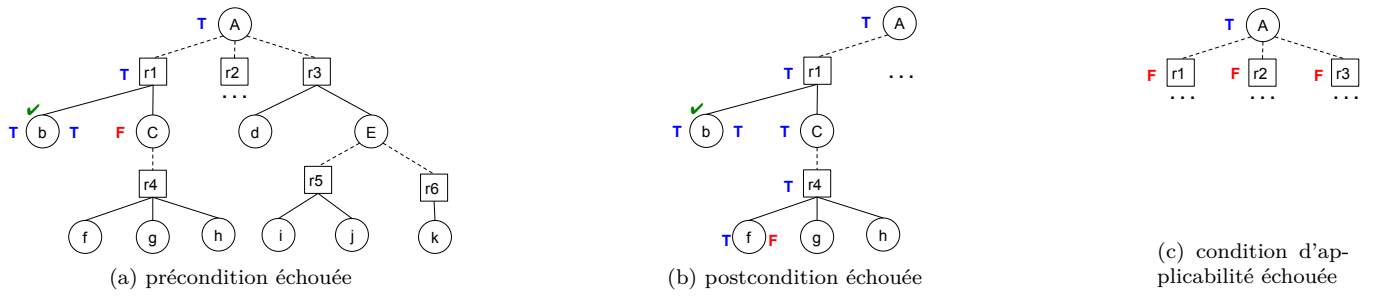 T A
T r1 r2 r3
. . .
✔
T b T F C d E
r4 r5 r6
f g h i j k
(a) précondition échouée
T A
T r1 . . .
✔
T b T T C
T r4
T f F g h
(b) postcondition échouée
T A
F r1 F r2 F r3
. . . . . . . . .
(c) condition d'ap-
plicabilité échouée